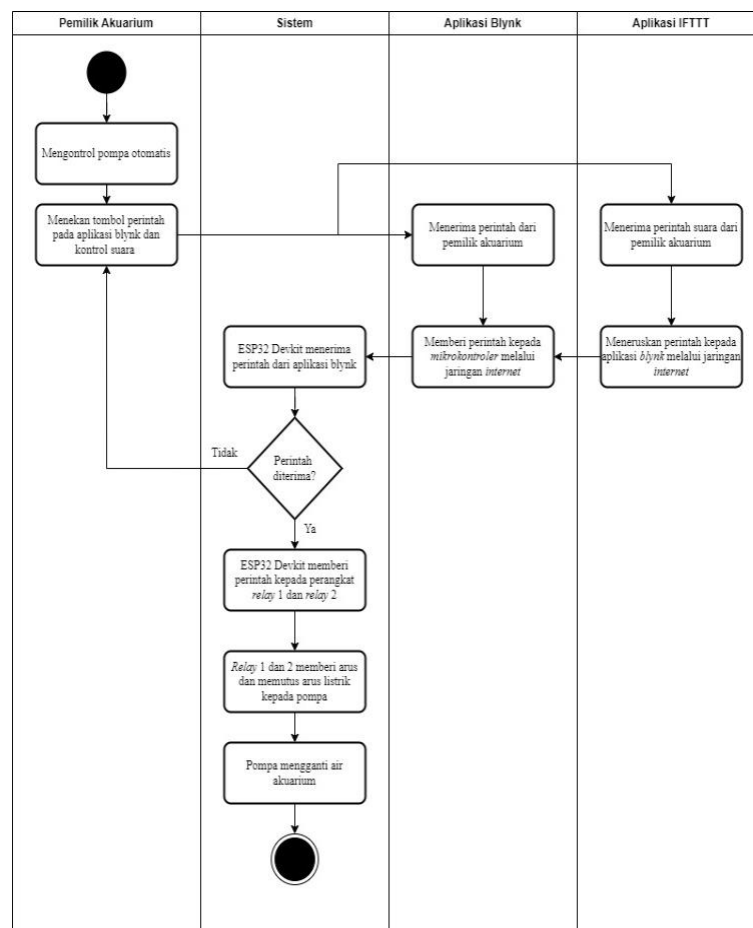 Pemilik Akuarium
Sistem
Aplikasi Blynk
Aplikasi IFTTT
Mengontrol pompa otomatis
Menekan tombol perintah
pada aplikasi blynk dan
kontrol suara
Menerima perintah dari
pemilik akuarium
Menerima perintah suara dari
pemilik akuarium
ESP32 Devkit menerima
perintah dari aplikasi blynk
Memberi perintah kepada
mikrokontroler melalui
jaringan internet
Meneruskan perintah kepada
aplikasi blynk melalui jaringan
internet
Tidak
Perintah
diterima?
Ya
ESP32 Devkit memberi
perintah kepada perangkat
relay 1 dan relay 2
Relay 1 dan 2 memberi arus
dan memutus arus listrik
kepada pompa
Pompa mengganti air
akuarium